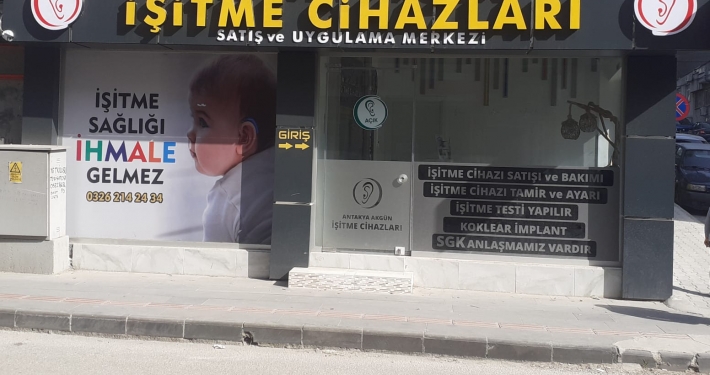 İŞİTME CİHAZLARI
SATIŞ ve UYGULAMA MERKEZİ
İŞİTME
SAĞLIĞI
İHMALE
GELMEZ
0326 214 24 34
GİRİŞ
AÇIK
ANTAKYA AKGÜN
İŞİTME CİHAZLARI
İŞİTME CİHAZI SATIŞI ve BAKIMI
İŞİTME CİHAZI TAMİR ve AYARI
İŞİTME TESTİ YAPILIR
KOKLEAR İMPLANT
SGK ANLAŞMAMIZ VARDIR